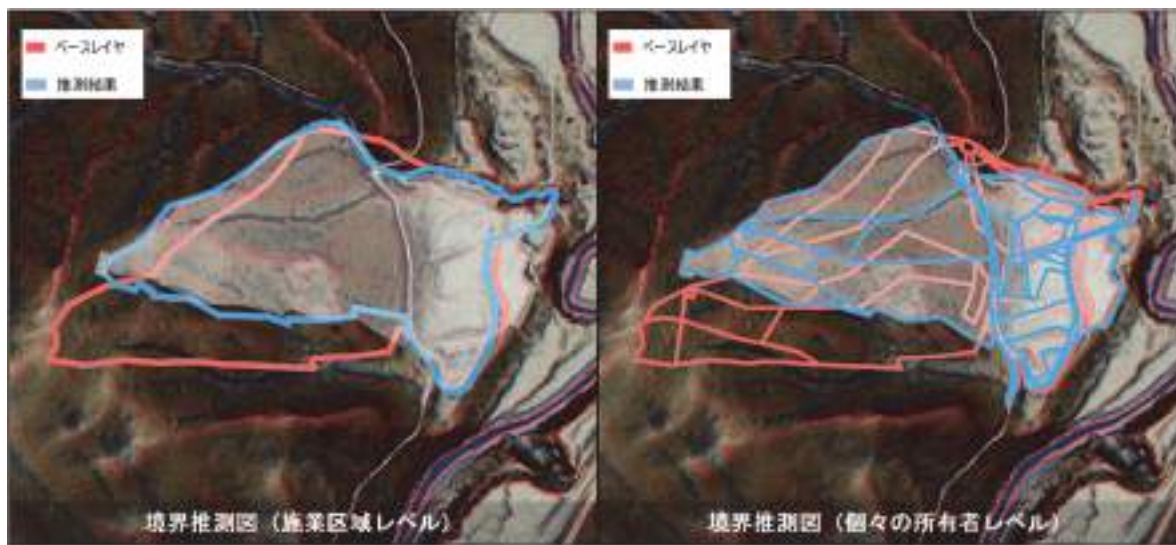 ベースレイヤ
推測結果
ベースレイヤ
推測結果
境界推測図（施業区域レベル）
境界推測図（個々の所有者レベル）